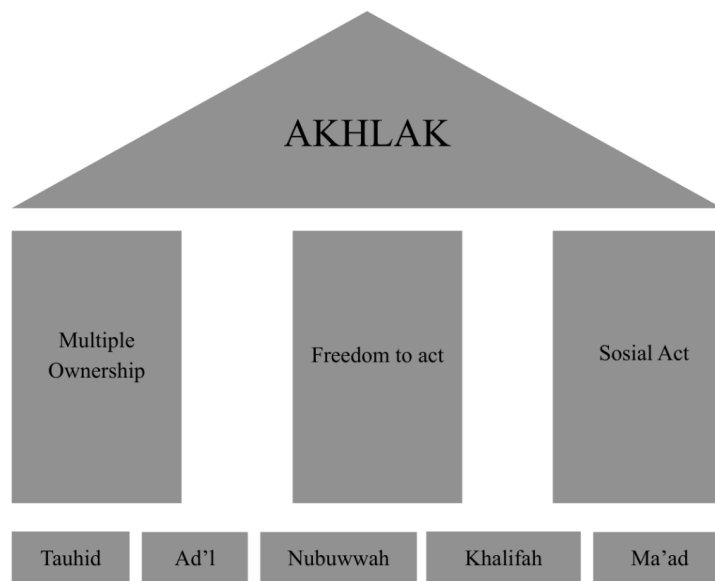 AKHLAK
Multiple
Ownership
Freedom to act
Sosial Act
Tauhid
Ad’l
Nubuwwah
Khalifah
Ma’ad